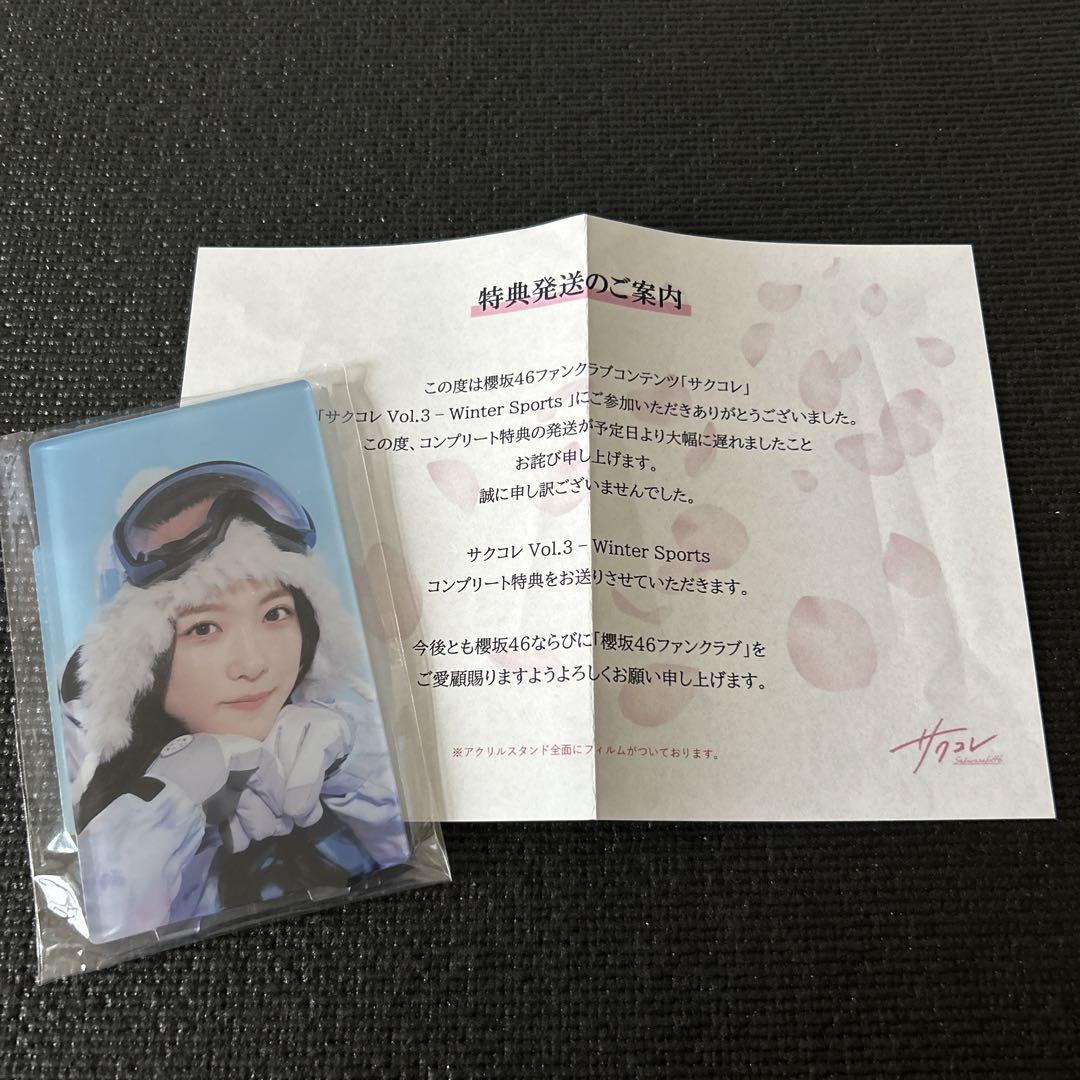 特典発送のご案内
この度は櫻坂46ファンクラブコンテンツ「サクコレ」
「サクコレ Vol.3 – Winter Sports 」にご参加いただきありがとうございました。
この度、コンプリート特典の発送が予定日より大幅に遅れましたこと
お詫び申し上げます。
誠に申し訳ございませんでした。
サクコレ Vol.3 – Winter Sports
コンプリート特典をお送りさせていただきます。
今後とも櫻坂46ならびに「櫻坂46ファンクラブ」を
ご愛顧賜りますようよろしくお願い申し上げます。
※アクリルスタンド全面にフィルムがついております。
サクコレ
Sakurazaka46